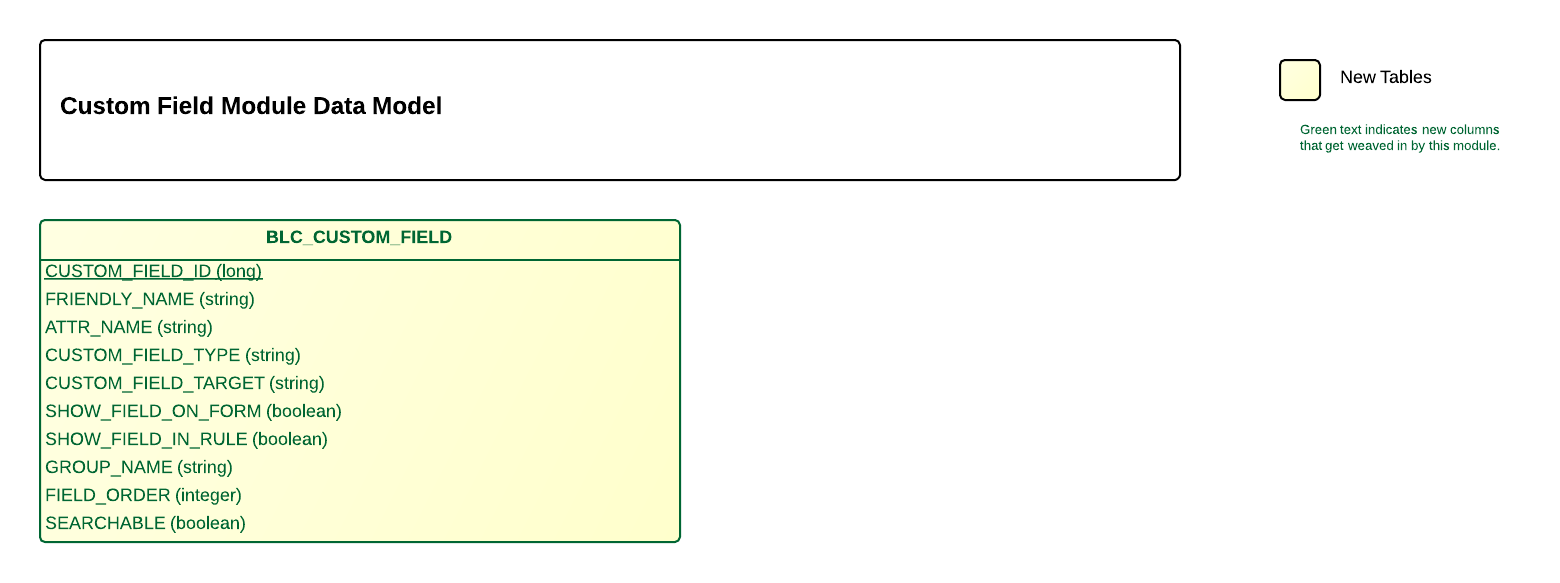 Custom Field Module Data Model
New Tables
Green text indicates new columns
that get weaved in by this module.
BLC_CUSTOM_FIELD
CUSTOM_FIELD_ID (long)
FRIENDLY_NAME (string)
ATTR_NAME (string)
CUSTOM_FIELD_TYPE (string)
CUSTOM_FIELD_TARGET (string)
SHOW_FIELD_ON_FORM (boolean)
SHOW_FIELD_IN_RULE (boolean)
GROUP_NAME (string)
FIELD_ORDER (integer)
SEARCHABLE (boolean)